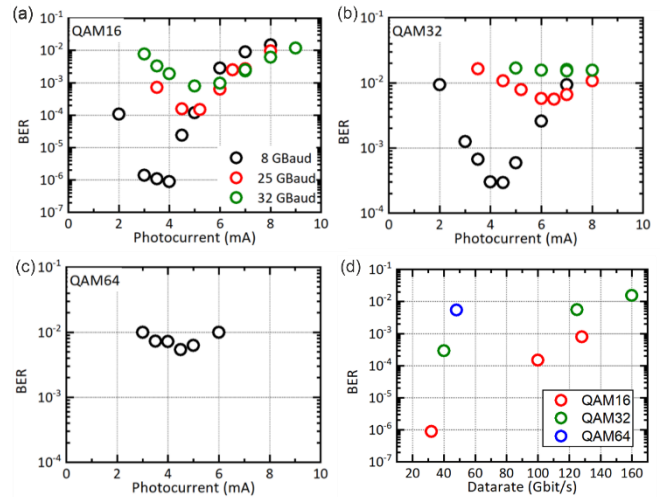 (a)
QAM16
10⁻¹
10⁻²
10⁻³
10⁻⁴
10⁻⁵
10⁻⁶
10⁻⁷
BER
8 GBaud
25 GBaud
32 GBaud
0 2 4 6 8 10
Photocurrent (mA)
(b)
QAM32
10⁻¹
10⁻²
10⁻³
10⁻⁴
BER
0 2 4 6 8 10
Photocurrent (mA)
(c)
QAM64
10⁻¹
10⁻²
10⁻³
10⁻⁴
BER
0 2 4 6 8 10
Photocurrent (mA)
(d)
10⁻¹
10⁻²
10⁻³
10⁻⁴
10⁻⁵
10⁻⁶
10⁻⁷
BER
QAM16
QAM32
QAM64
20 40 60 80 100 120 140 160
Datarate (Gbit/s)